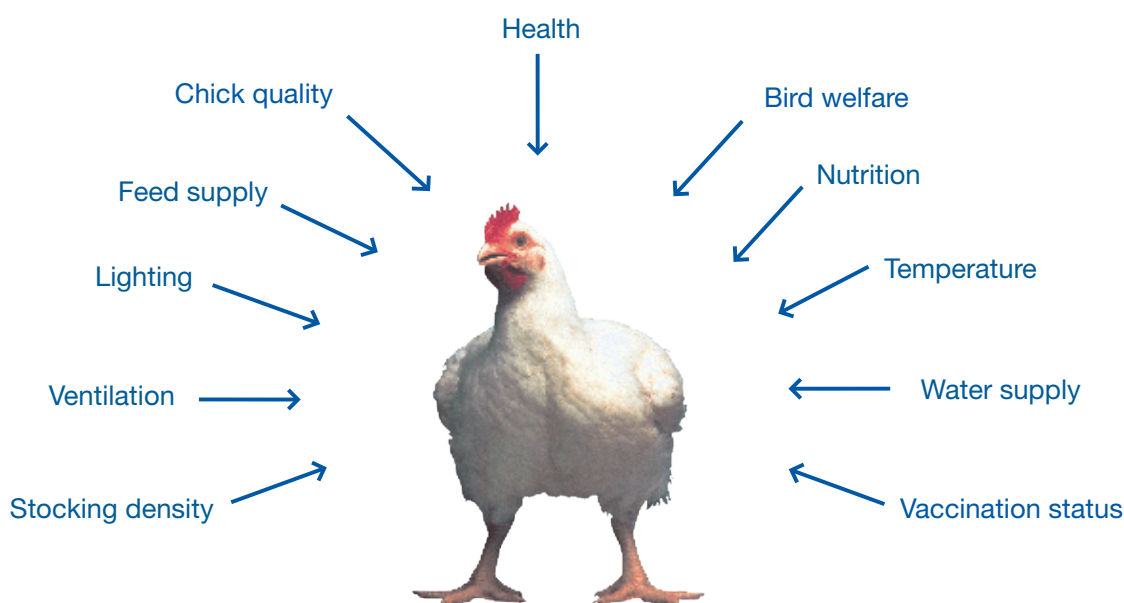 Health
Chick quality
Bird welfare
Feed supply
Nutrition
Lighting
Temperature
Ventilation
Water supply
Stocking density
Vaccination status